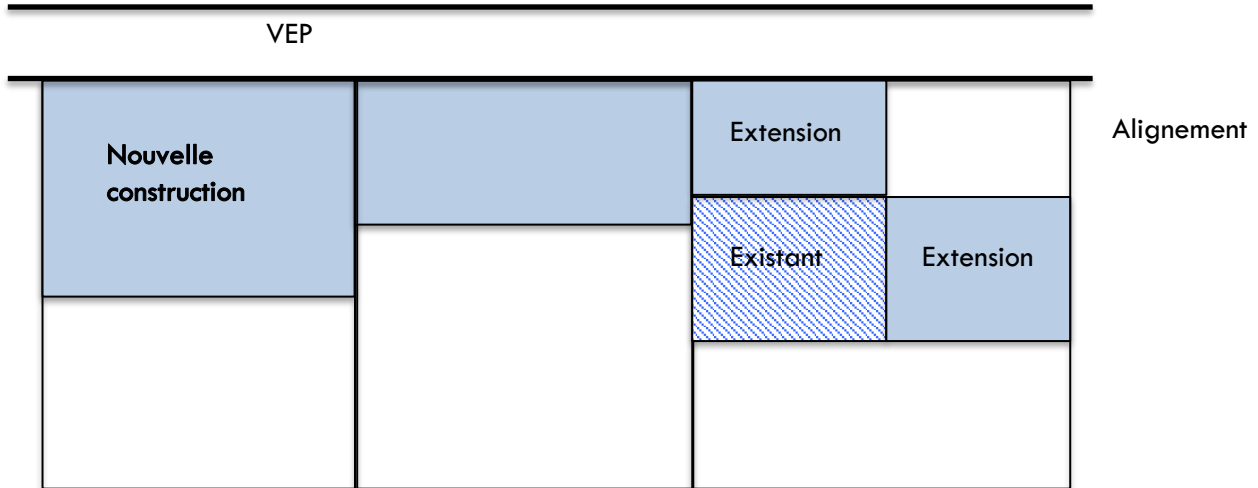 VEP
Extension
Alignement
Nouvelle
construction
Existant
Extension